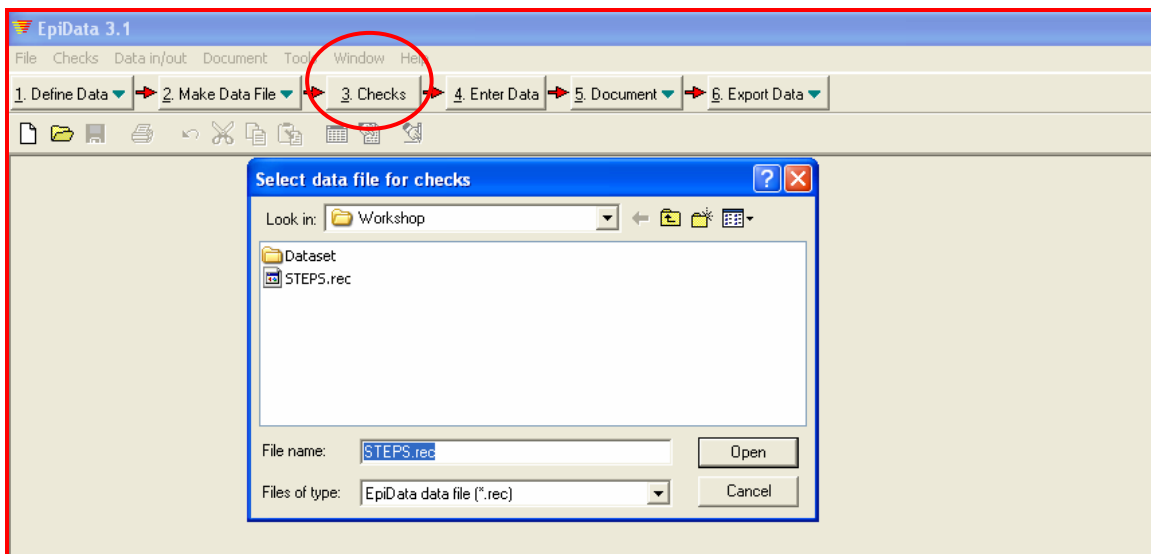 EpiData 3.1
File Checks Data in/out Document Tools Window Help
1. Define Data 2. Make Data File 3. Checks 4. Enter Data 5. Document 6. Export Data
Select data file for checks
Look in: Workshop
Dataset
STEPS.rec
File name: STEPS.rec Open
Files of type: EpiData data file (*.rec) Cancel